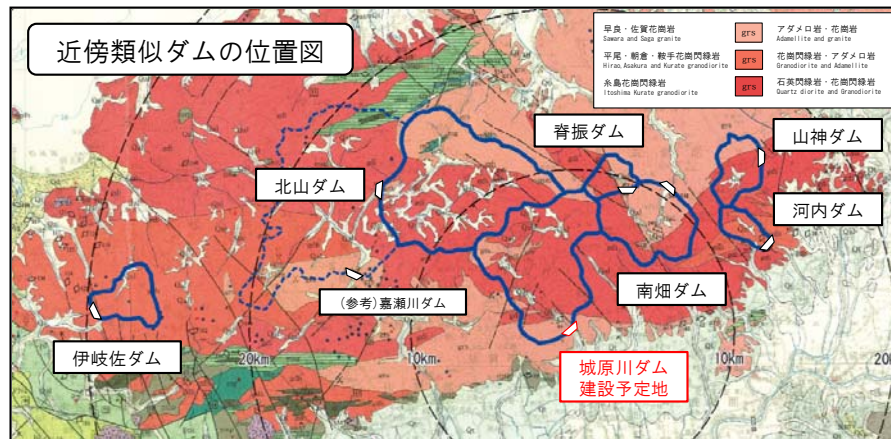 近傍類似ダムの位置図
早良・佐賀花崗岩
Sawara and Saga granite
grs
アダメロ岩・花崗岩
Adamellite and granite
平尾・朝倉・鞍手花崗閃緑岩
Hirao, Asakura and Kurate granodiorite
grs
花崗閃緑岩・アダメロ岩
Granodiorite and Adamellite
糸島花崗閃緑岩
Itoshima Kurate granodiorite
grs
石英閃緑岩・花崗閃緑岩
Quartz diorite and Granodiorite
脊振ダム
山神ダム
北山ダム
河内ダム
(参考)嘉瀬川ダム
南畑ダム
伊岐佐ダム
20km
10km
城原川ダム
建設予定地
10km
20